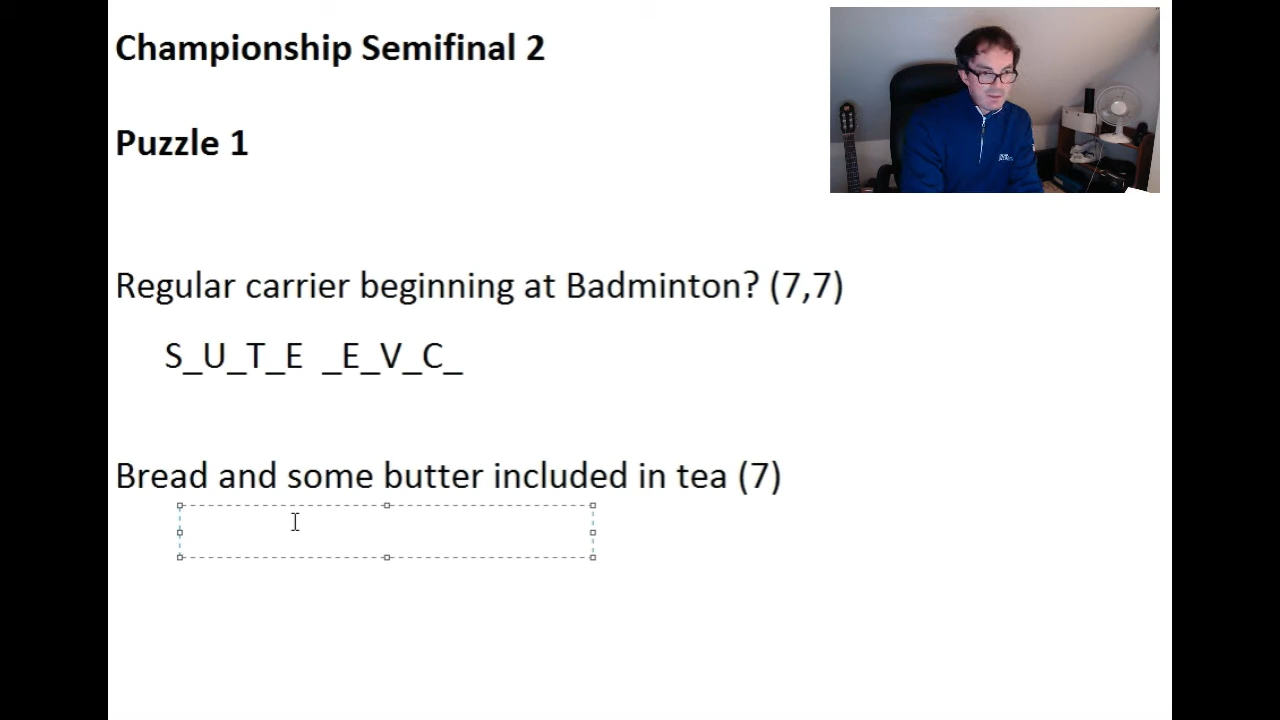 Championship Semifinal 2
Puzzle 1
Regular carrier beginning at Badminton? (7,7)
S_U_T_E _E_V_C_
Bread and some butter included in tea (7)